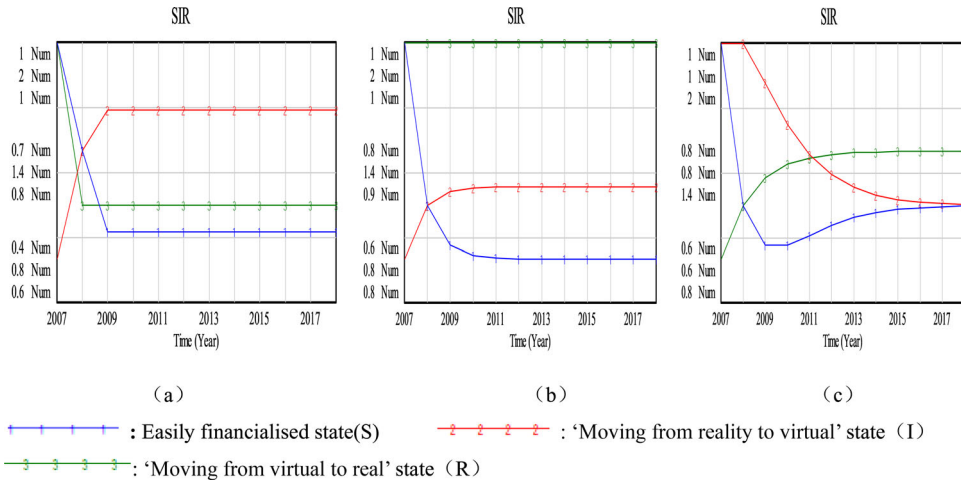 SIR
1 Num
2 Num
1 Num
0.7 Num
1.4 Num
0.8 Num
0.4 Num
0.8 Num
0.6 Num
2007 2009 2011 2013 2015 2017
Time (Year)
(a)
SIR
1 Num
2 Num
1 Num
0.8 Num
1.4 Num
0.9 Num
0.6 Num
0.8 Num
0.8 Num
2007 2009 2011 2013 2015 2017
Time (Year)
(b)
SIR
1 Num
1 Num
2 Num
0.8 Num
0.8 Num
1.4 Num
0.6 Num
0.6 Num
0.8 Num
2007 2009 2011 2013 2015 2017
Time (Year)
(c)
: Easily financialised state(S)
: ‘Moving from reality to virtual’ state（I）
: ‘Moving from virtual to real’ state（R）